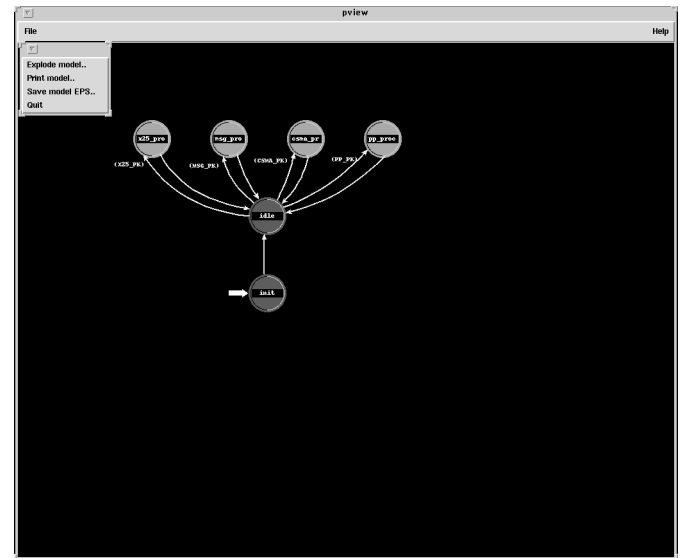 pview
File Help
Explode model..
Print model..
Save model EPS..
Quit
x25_pro msg_pro csma_pr pp_proc
(X25_PK) (MSG_PK) (CSMA_PK) (PP_PK)
idle
init